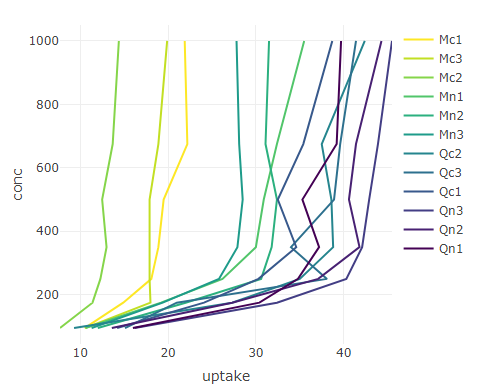 1000
800
600
400
200
conc
10
20
30
40
uptake
Mc1
Mc3
Mc2
Mn1
Mn2
Mn3
Qc2
Qc3
Qc1
Qn3
Qn2
Qn1